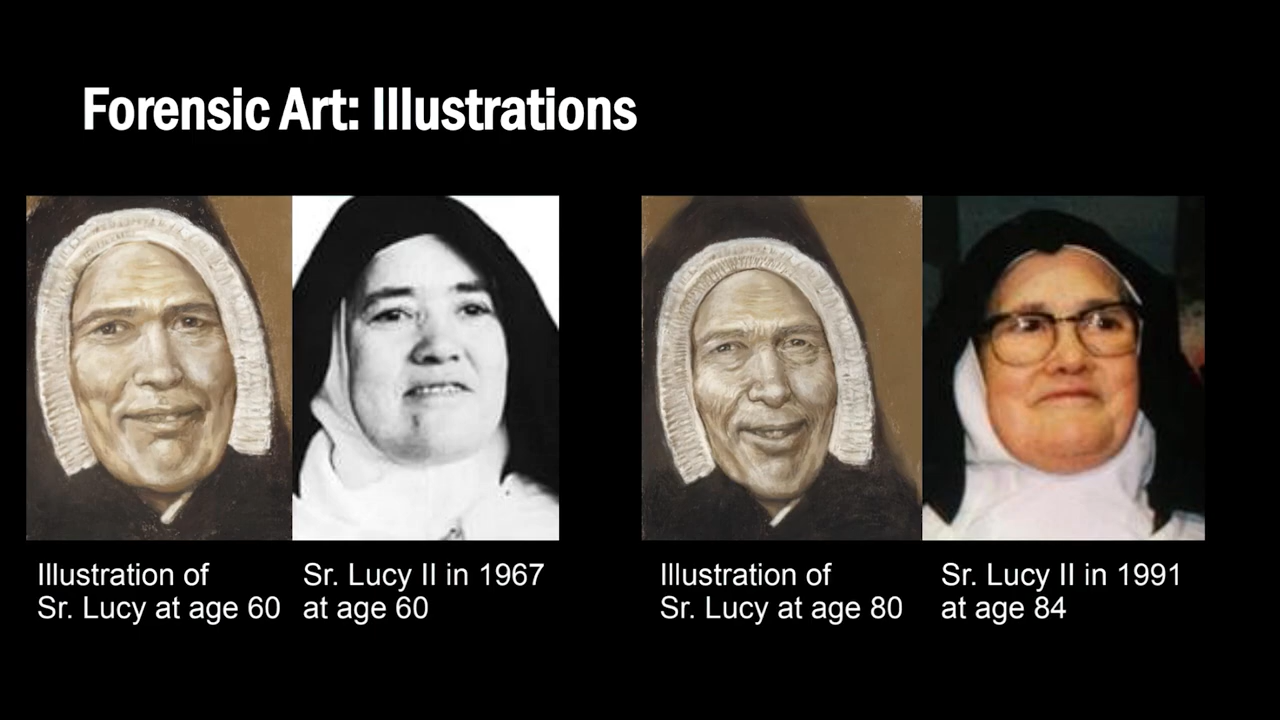 Forensic Art: Illustrations
Illustration of
Sr. Lucy at age 60
Sr. Lucy II in 1967
at age 60
Illustration of
Sr. Lucy at age 80
Sr. Lucy II in 1991
at age 84